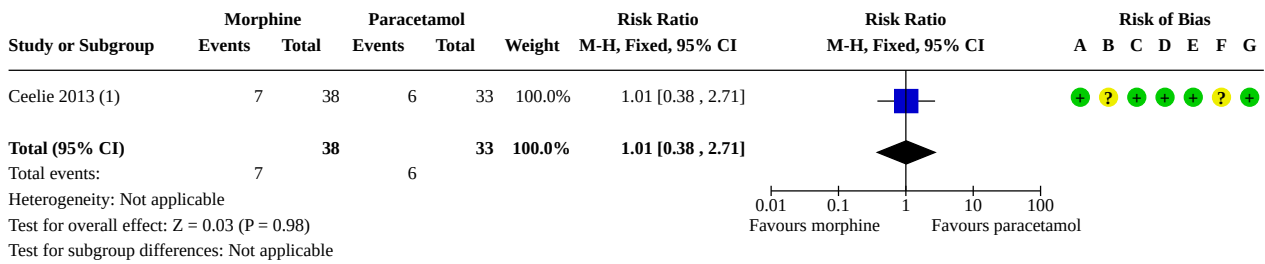 Morphine Paracetamol Risk Ratio Risk Ratio Risk of Bias
Study or Subgroup Events Total Events Total Weight M-H, Fixed, 95% CI M-H, Fixed, 95% CI A B C D E F G
Ceelie 2013 (1) 7 38 6 33 100.0% 1.01 [0.38 , 2.71] + ? + + + ? +
Total (95% CI) 38 33 100.0% 1.01 [0.38 , 2.71]
Total events: 7 6
Heterogeneity: Not applicable 0.01 0.1 1 10 100
Test for overall effect: Z = 0.03 (P = 0.98) Favours morphine Favours paracetamol
Test for subgroup differences: Not applicable